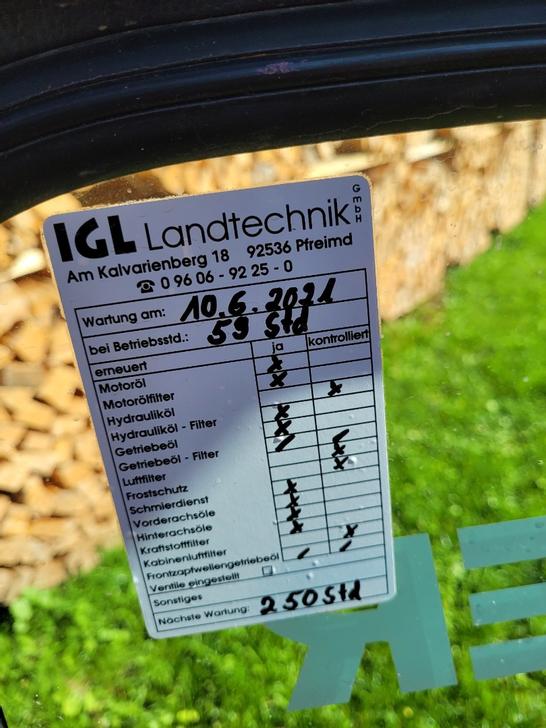 IGL Landtechnik GmbH
Am Kalvarienberg 18 92536 Pfreimd
☎ 0 96 06 - 92 25 - 0
Wartung am: 10.6.2021
bei Betriebsstd.: 59 Std
erneuert ja kontrolliert
Motoröl x
Motorölfilter x
Hydrauliköl x
Hydrauliköl - Filter x
Getriebeöl x
Getriebeöl - Filter / /
Luftfilter x
Frostschutz x
Schmierdienst x
Vorderachsöle x
Hinterachsöle x
Kraftstofffilter x
Kabinenluftfilter x
Frontzapfwellengetriebeöl / /
Ventile eingestellt
Sonstiges
Nächste Wartung: 250 Std